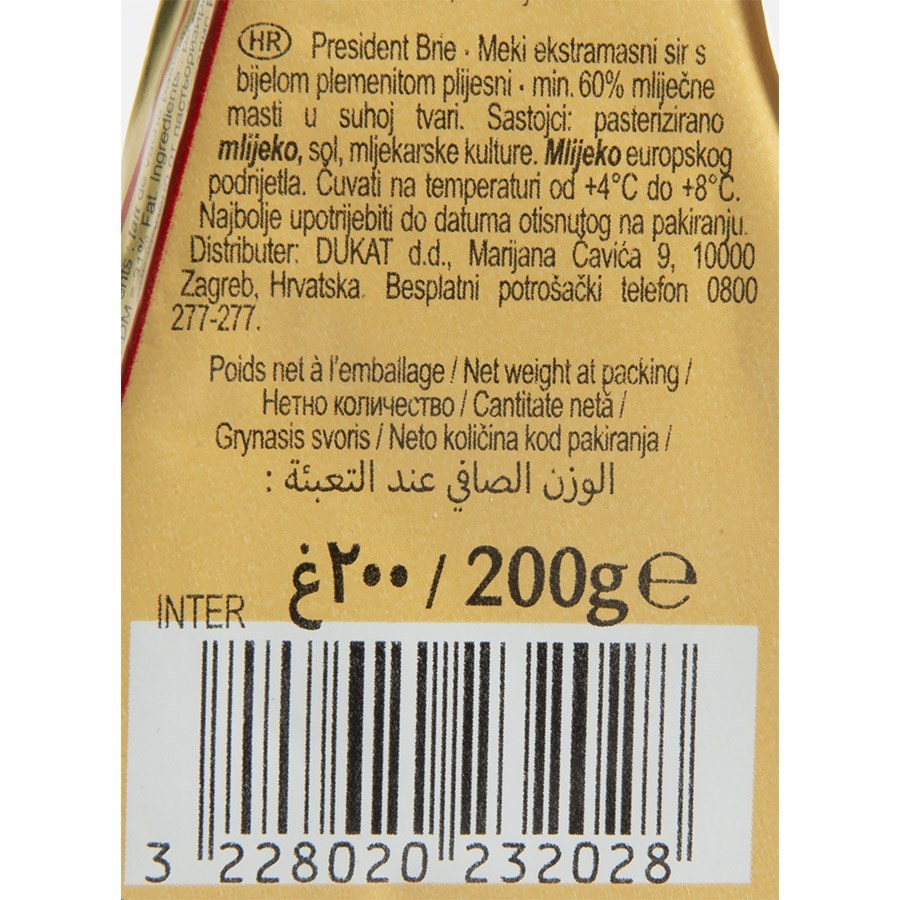 HR President Brie · Meki ekstramasni sir s
bijelom plemenitom plijesni · min. 60% mliječne
masti u suhoj tvari. Sastojci: pasterizirano
mlijeko, sol, mljekarske kulture. Mlijeko europskog
podrijetla. Čuvati na temperaturi od +4°C do +8°C.
Najbolje upotrijebiti do datuma otisnutog na pakiranju.
Distributer: DUKAT d.d., Marijana Čavića 9, 10000
Zagreb, Hrvatska. Besplatni potrošački telefon 0800
277-277.
Poids net à l'emballage / Net weight at packing /
Нетно количество / Cantitate netă /
Grynasis svoris / Neto količina kod pakiranja /
الوزن الصافي عند التعبئة :
٢٠٠غ / 200g ℮
INTER
3 228020 232028
Fat. Ingredients